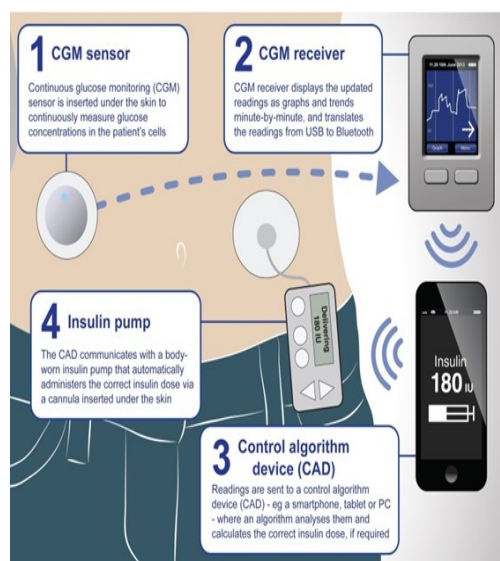 1 CGM sensor
Continuous glucose monitoring (CGM)
sensor is inserted under the skin to
continuously measure glucose
concentrations in the patient's cells
2 CGM receiver
CGM receiver displays the updated
readings as graphs and trends
minute-by-minute, and translates
the readings from USB to Bluetooth
Graph Menu
4 Insulin pump
The CAD communicates with a body-
worn insulin pump that automatically
administers the correct insulin dose via
a cannula inserted under the skin
Delivering
180 IU
Insulin
180 IU
3 Control algorithm
device (CAD)
Readings are sent to a control algorithm
device (CAD) - eg a smartphone, tablet or PC
- where an algorithm analyses them and
calculates the correct insulin dose, if required